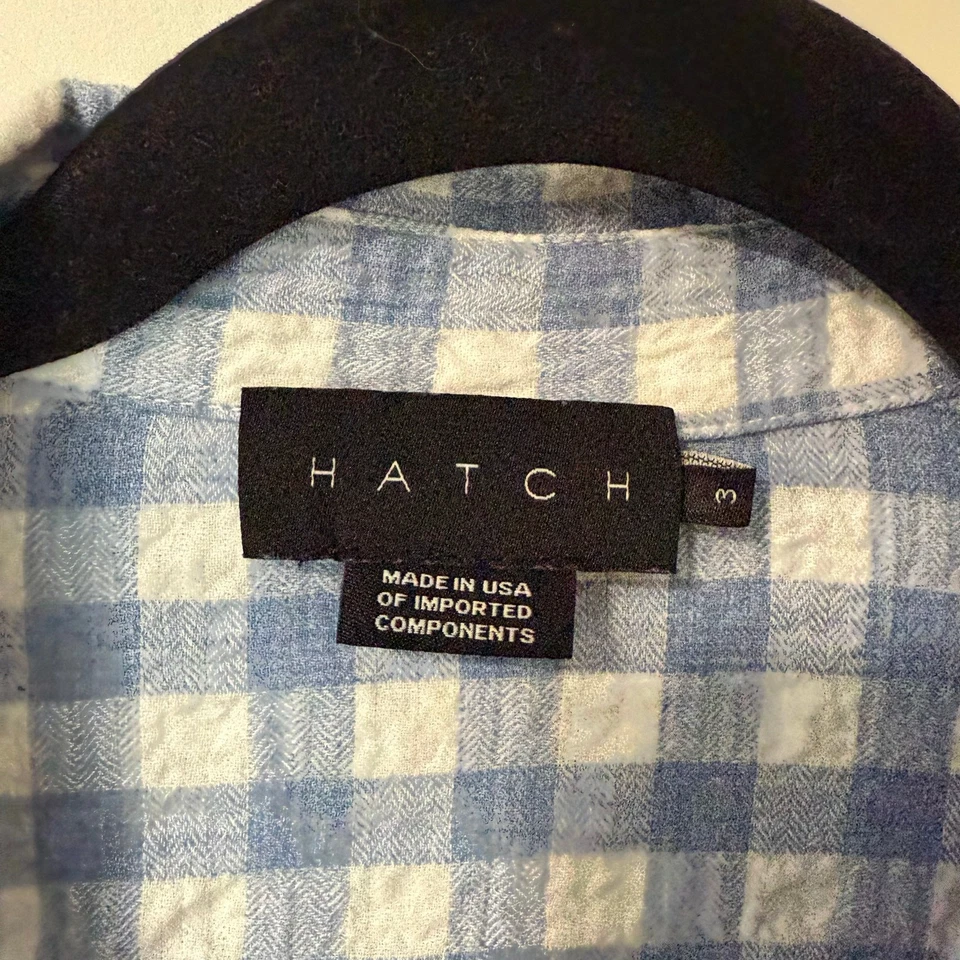 HATCH
3
MADE IN USA
OF IMPORTED
COMPONENTS